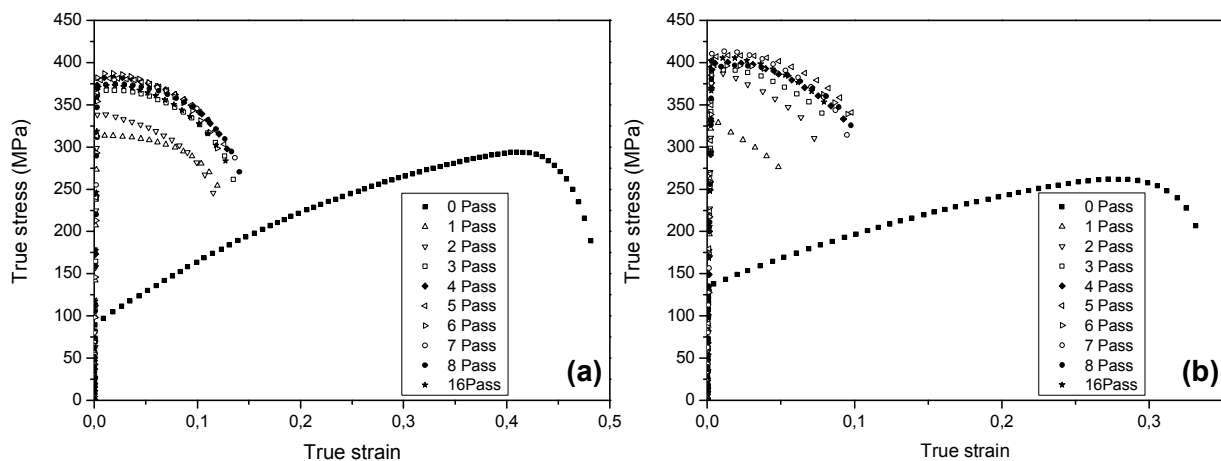 450
400
350
300
250
200
150
100
50
0
True stress (MPa)
0,0
0,1
0,2
0,3
0,4
0,5
True strain
0 Pass
1 Pass
2 Pass
3 Pass
4 Pass
5 Pass
6 Pass
7 Pass
8 Pass
16Pass
(a)
450
400
350
300
250
200
150
100
50
0
True stress (MPa)
0,0
0,1
0,2
0,3
True strain
0 Pass
1 Pass
2 Pass
3 Pass
4 Pass
5 Pass
6 Pass
7 Pass
8 Pass
16Pass
(b)